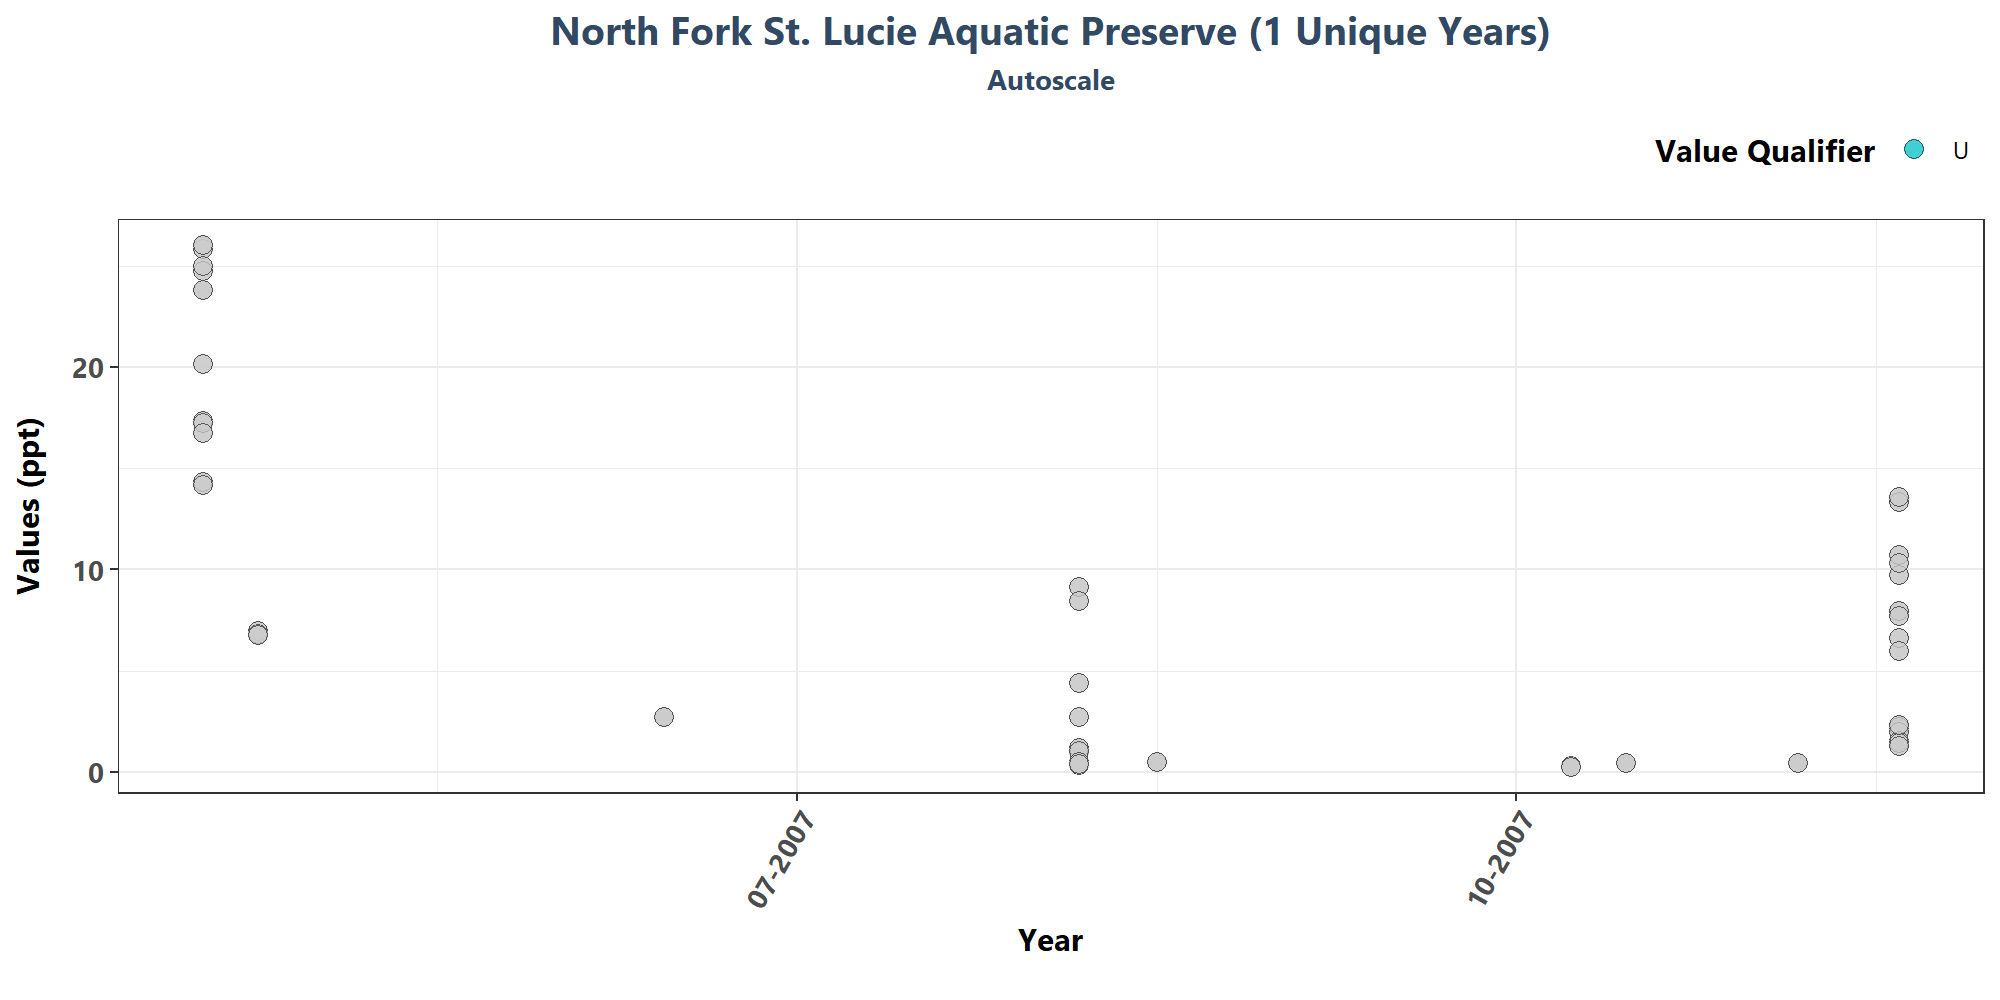 North Fork St. Lucie Aquatic Preserve (1 Unique Years)
Autoscale
Value Qualifier U
Values (ppt)
20
10
0
07-2007
10-2007
Year